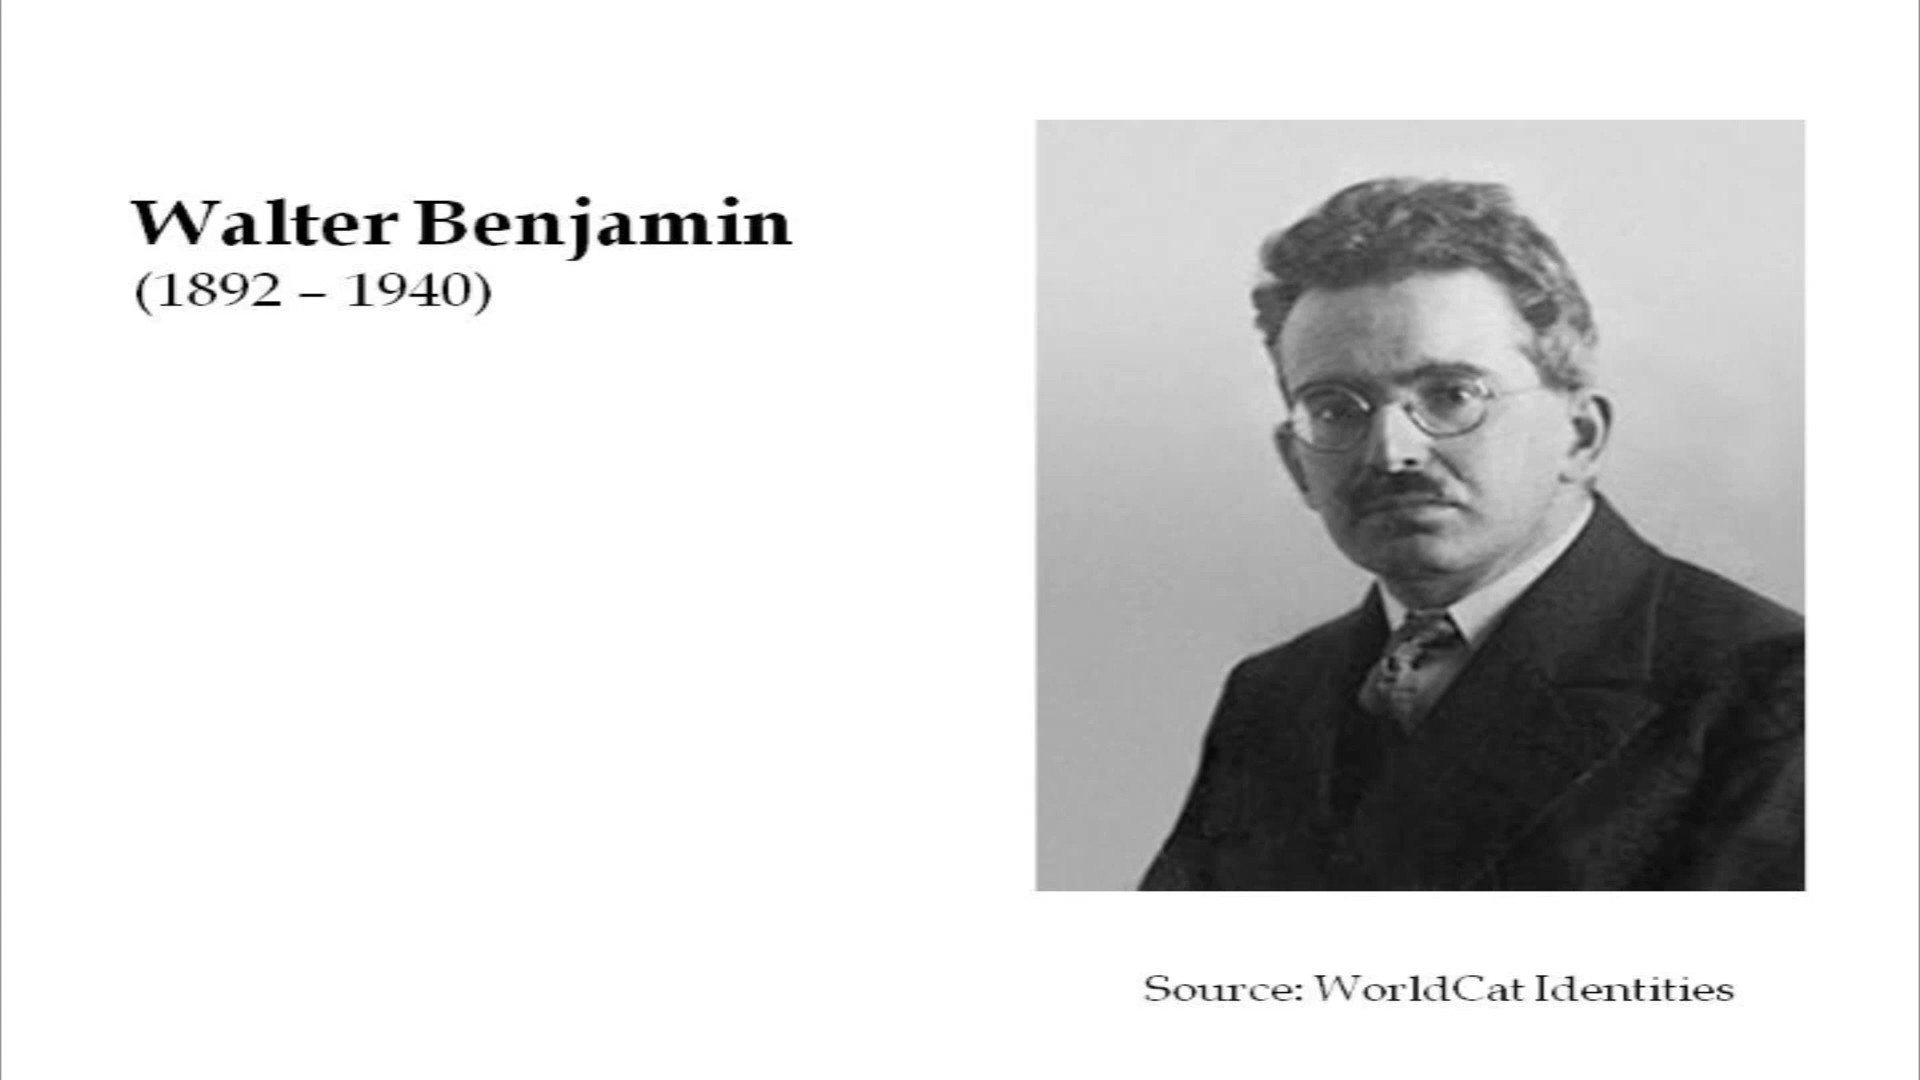 Walter Benjamin
(1892 – 1940)
Source: WorldCat Identities